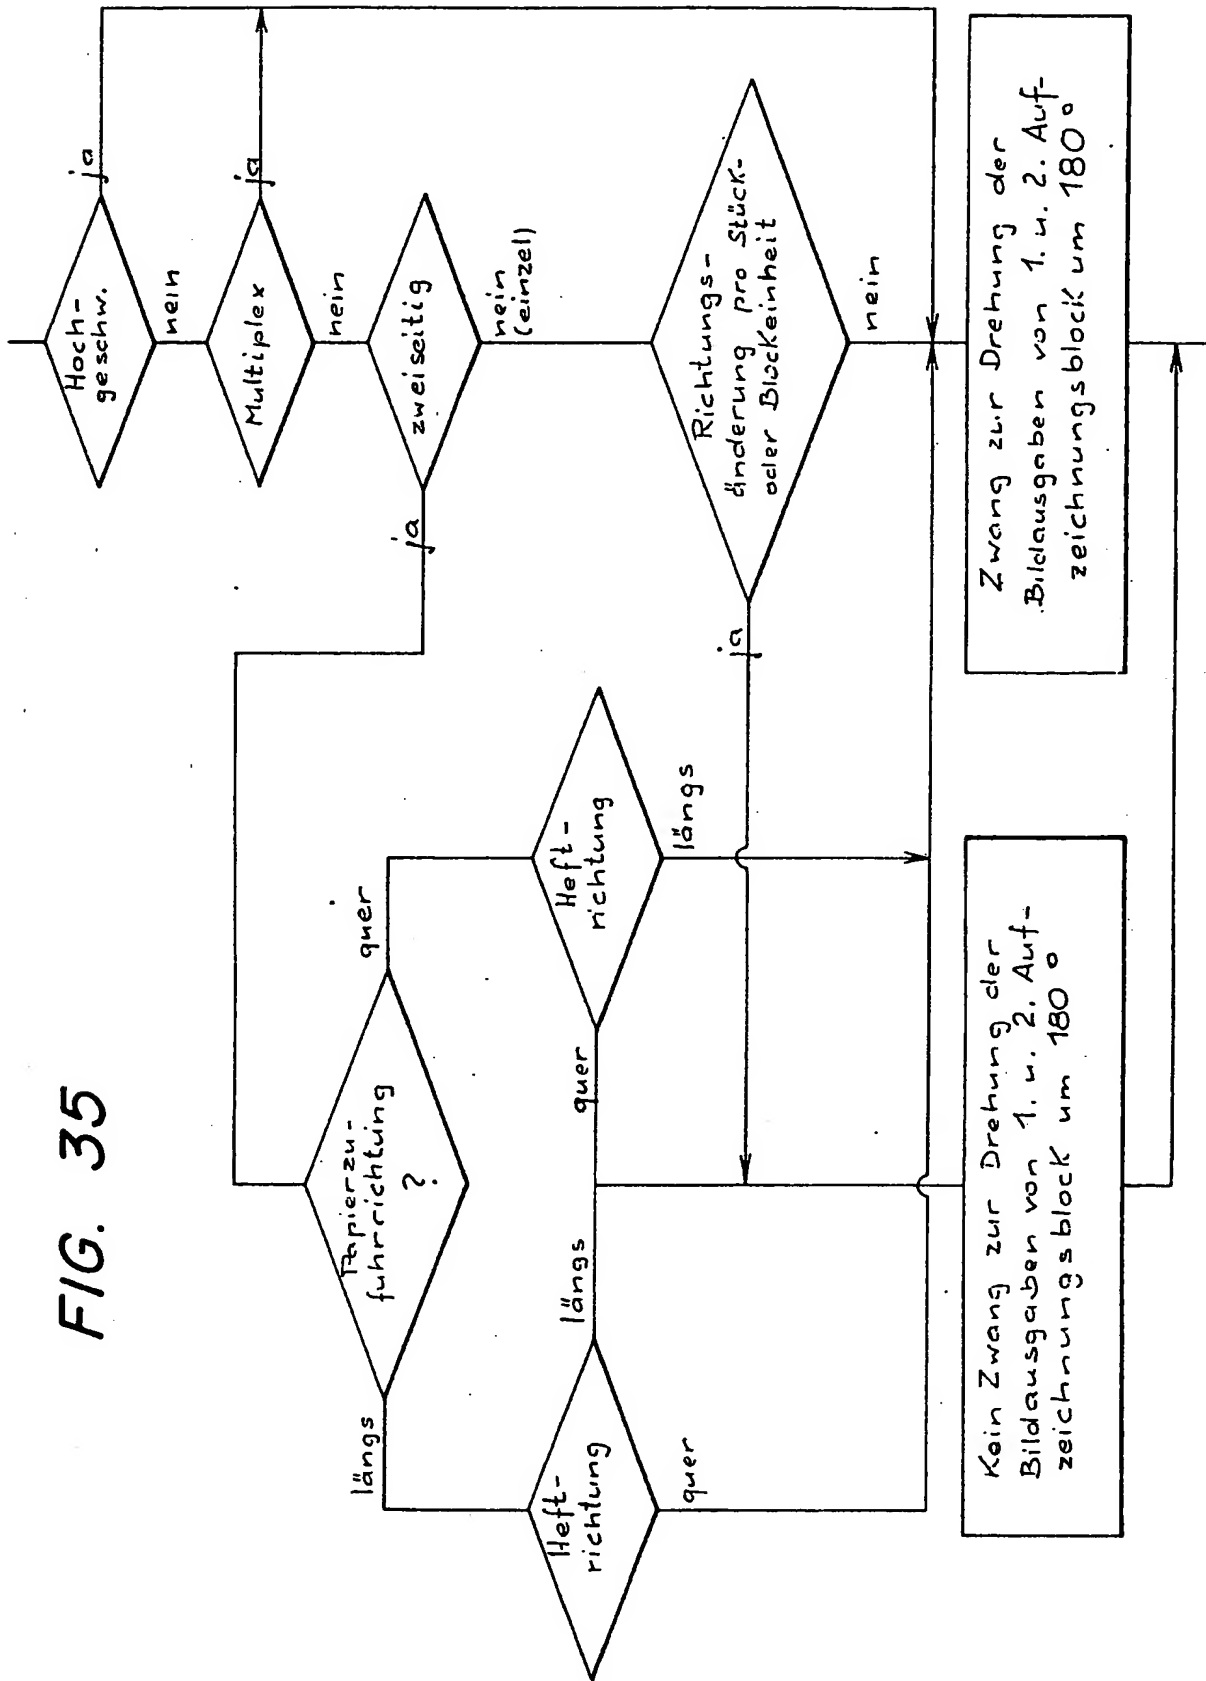 FIG. 35
Hoch-
geschw.
ja
nein
Multiplex
ja
nein
zweiseitig
ja
nein
(einzel)
Papierzu-
fuhrrichtung
?
längs
quer
Heft-
richtung
längs
quer
Heft-
richtung
quer
längs
Richtungs-
änderung pro Stück-
oder Blockeinheit
ja
nein
Kein Zwang zur Drehung der
Bildausgaben von 1. u. 2. Auf-
zeichnungsblock um 180°
Zwang zur Drehung der
Bildausgaben von 1. u. 2. Auf-
zeichnungsblock um 180°